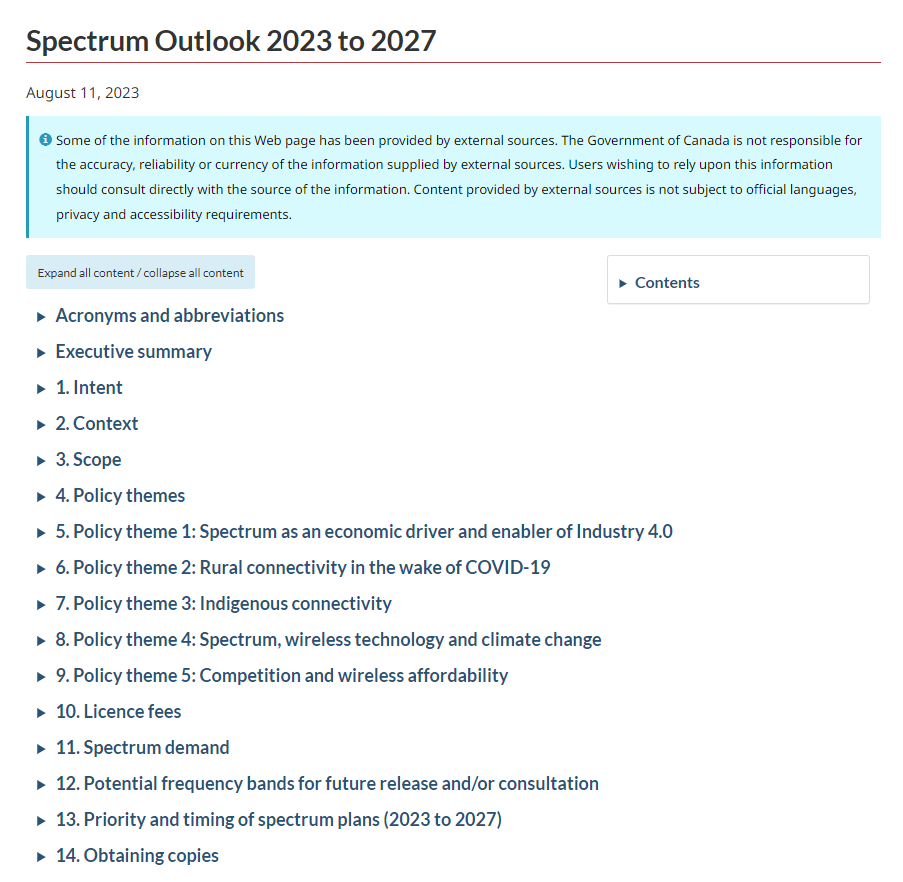 Spectrum Outlook 2023 to 2027
August 11, 2023
Some of the information on this Web page has been provided by external sources. The Government of Canada is not responsible for
the accuracy, reliability or currency of the information supplied by external sources. Users wishing to rely upon this information
should consult directly with the source of the information. Content provided by external sources is not subject to official languages,
privacy and accessibility requirements.
Expand all content / collapse all content
Contents
Acronyms and abbreviations
Executive summary
1. Intent
2. Context
3. Scope
4. Policy themes
5. Policy theme 1: Spectrum as an economic driver and enabler of Industry 4.0
6. Policy theme 2: Rural connectivity in the wake of COVID-19
7. Policy theme 3: Indigenous connectivity
8. Policy theme 4: Spectrum, wireless technology and climate change
9. Policy theme 5: Competition and wireless affordability
10. Licence fees
11. Spectrum demand
12. Potential frequency bands for future release and/or consultation
13. Priority and timing of spectrum plans (2023 to 2027)
14. Obtaining copies